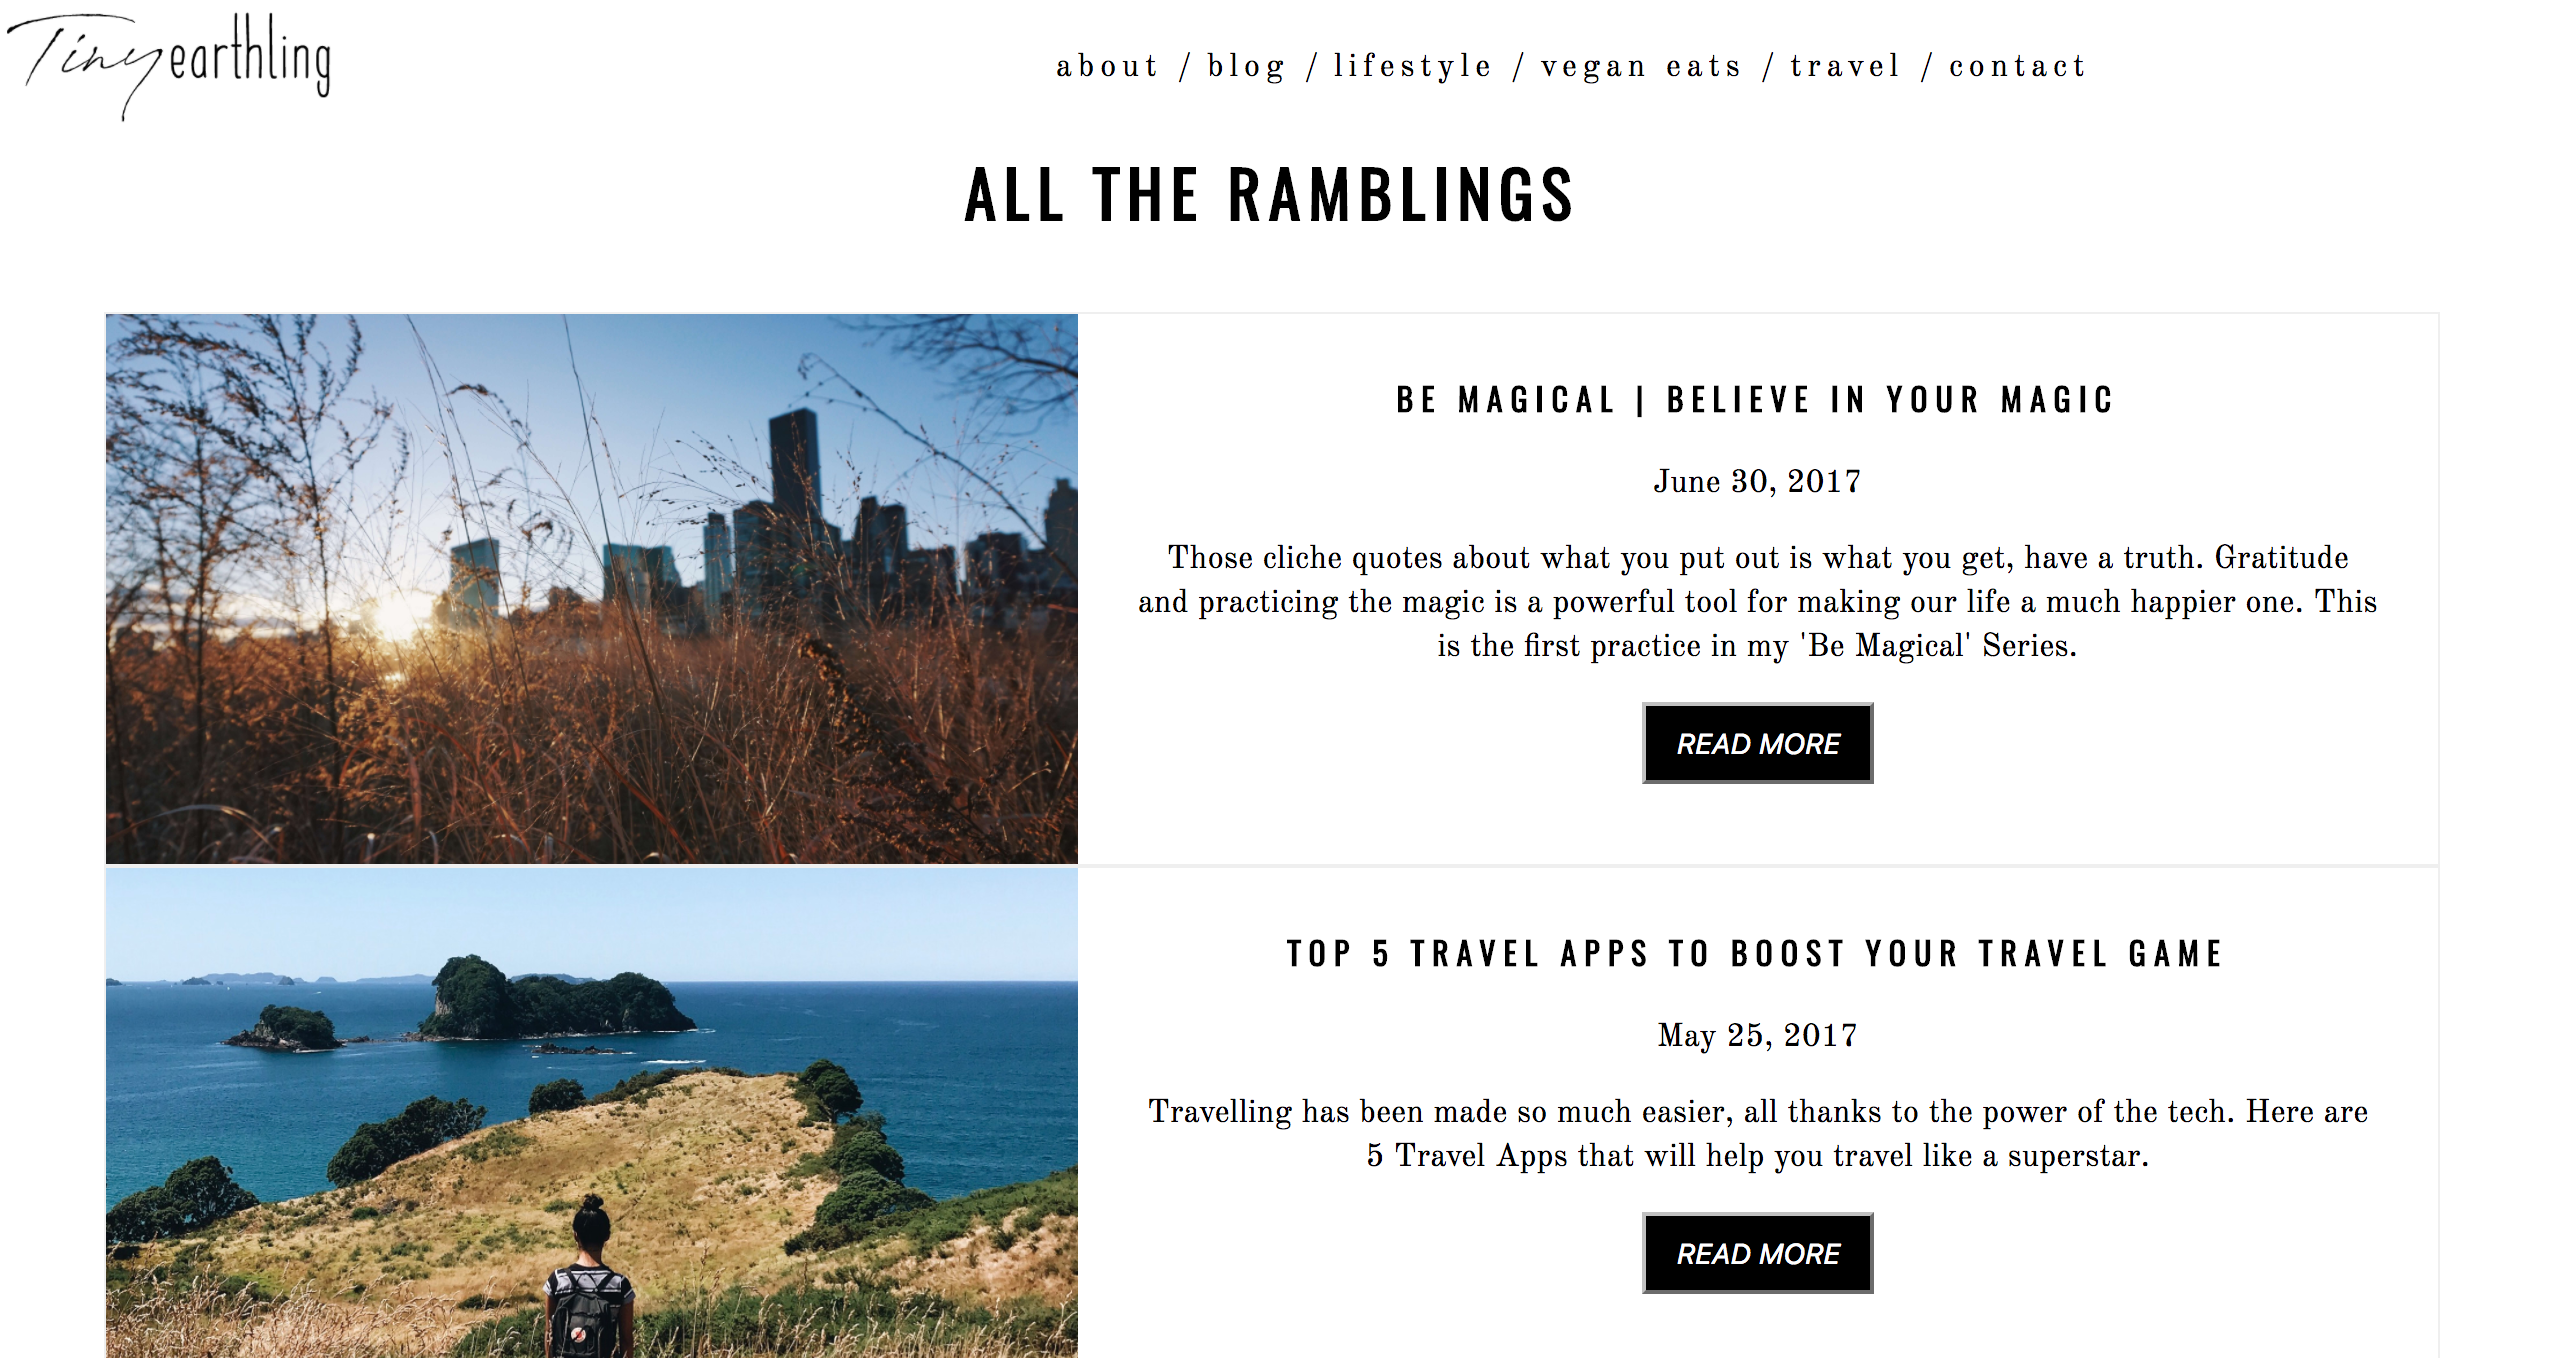 Tiny earthling
about / blog / lifestyle / vegan eats / travel / contact
ALL THE RAMBLINGS
BE MAGICAL | BELIEVE IN YOUR MAGIC
June 30, 2017
Those cliche quotes about what you put out is what you get, have a truth. Gratitude
and practicing the magic is a powerful tool for making our life a much happier one. This
is the first practice in my 'Be Magical' Series.
READ MORE
TOP 5 TRAVEL APPS TO BOOST YOUR TRAVEL GAME
May 25, 2017
Travelling has been made so much easier, all thanks to the power of the tech. Here are
5 Travel Apps that will help you travel like a superstar.
READ MORE